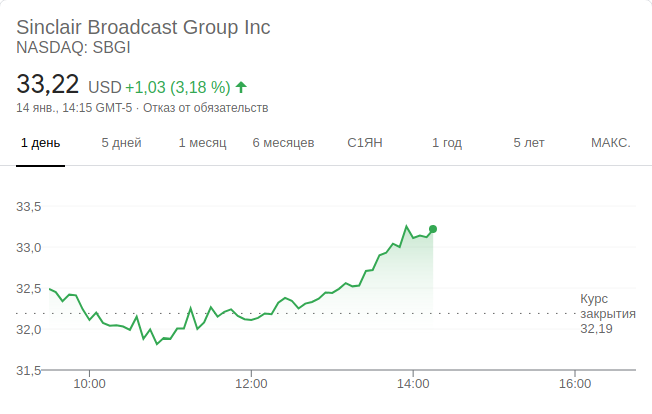 Sinclair Broadcast Group Inc
NASDAQ: SBGI
33,22 USD +1,03 (3,18 %)
14 янв., 14:15 GMT-5 · Отказ от обязательств
1 день 5 дней 1 месяц 6 месяцев С1ЯН 1 год 5 лет МАКС.
33,5
33,0
32,5
Курс
закрытия
32,19
32,0
31,5
10:00 12:00 14:00 16:00